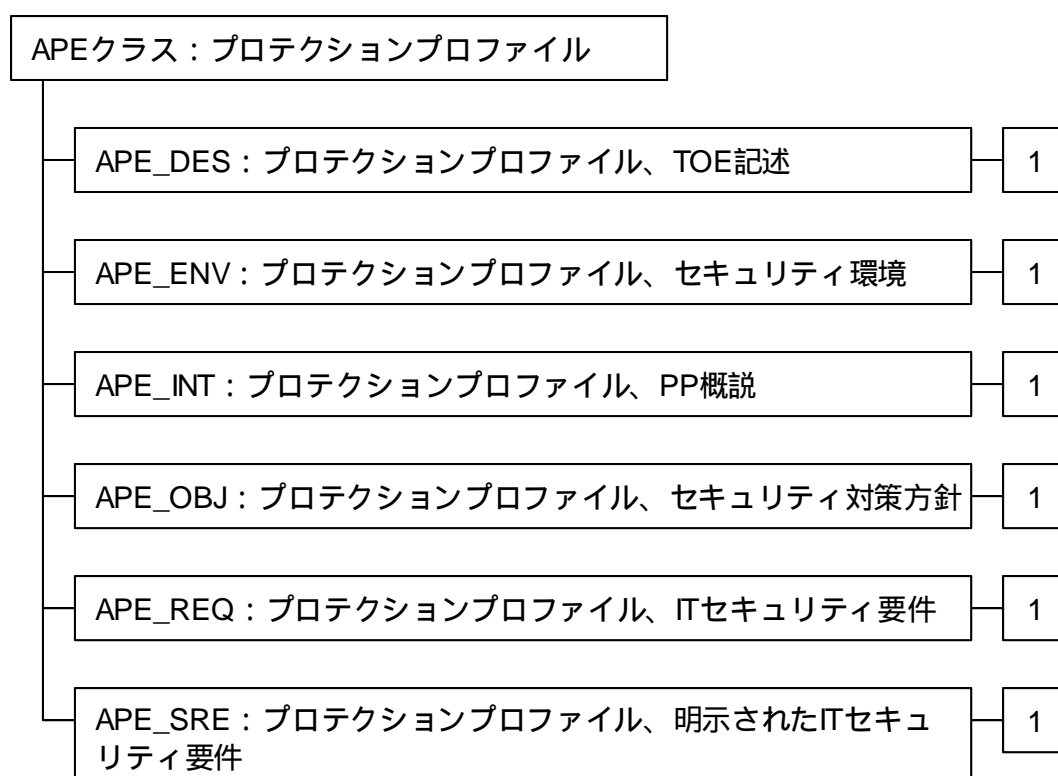 APEクラス：プロテクションプロファイル
APE_DES：プロテクションプロファイル、TOE記述
1
APE_ENV：プロテクションプロファイル、セキュリティ環境
1
APE_INT：プロテクションプロファイル、PP概説
1
APE_OBJ：プロテクションプロファイル、セキュリティ対策方針
1
APE_REQ：プロテクションプロファイル、ITセキュリティ要件
1
APE_SRE：プロテクションプロファイル、明示されたITセキュ
リティ要件
1